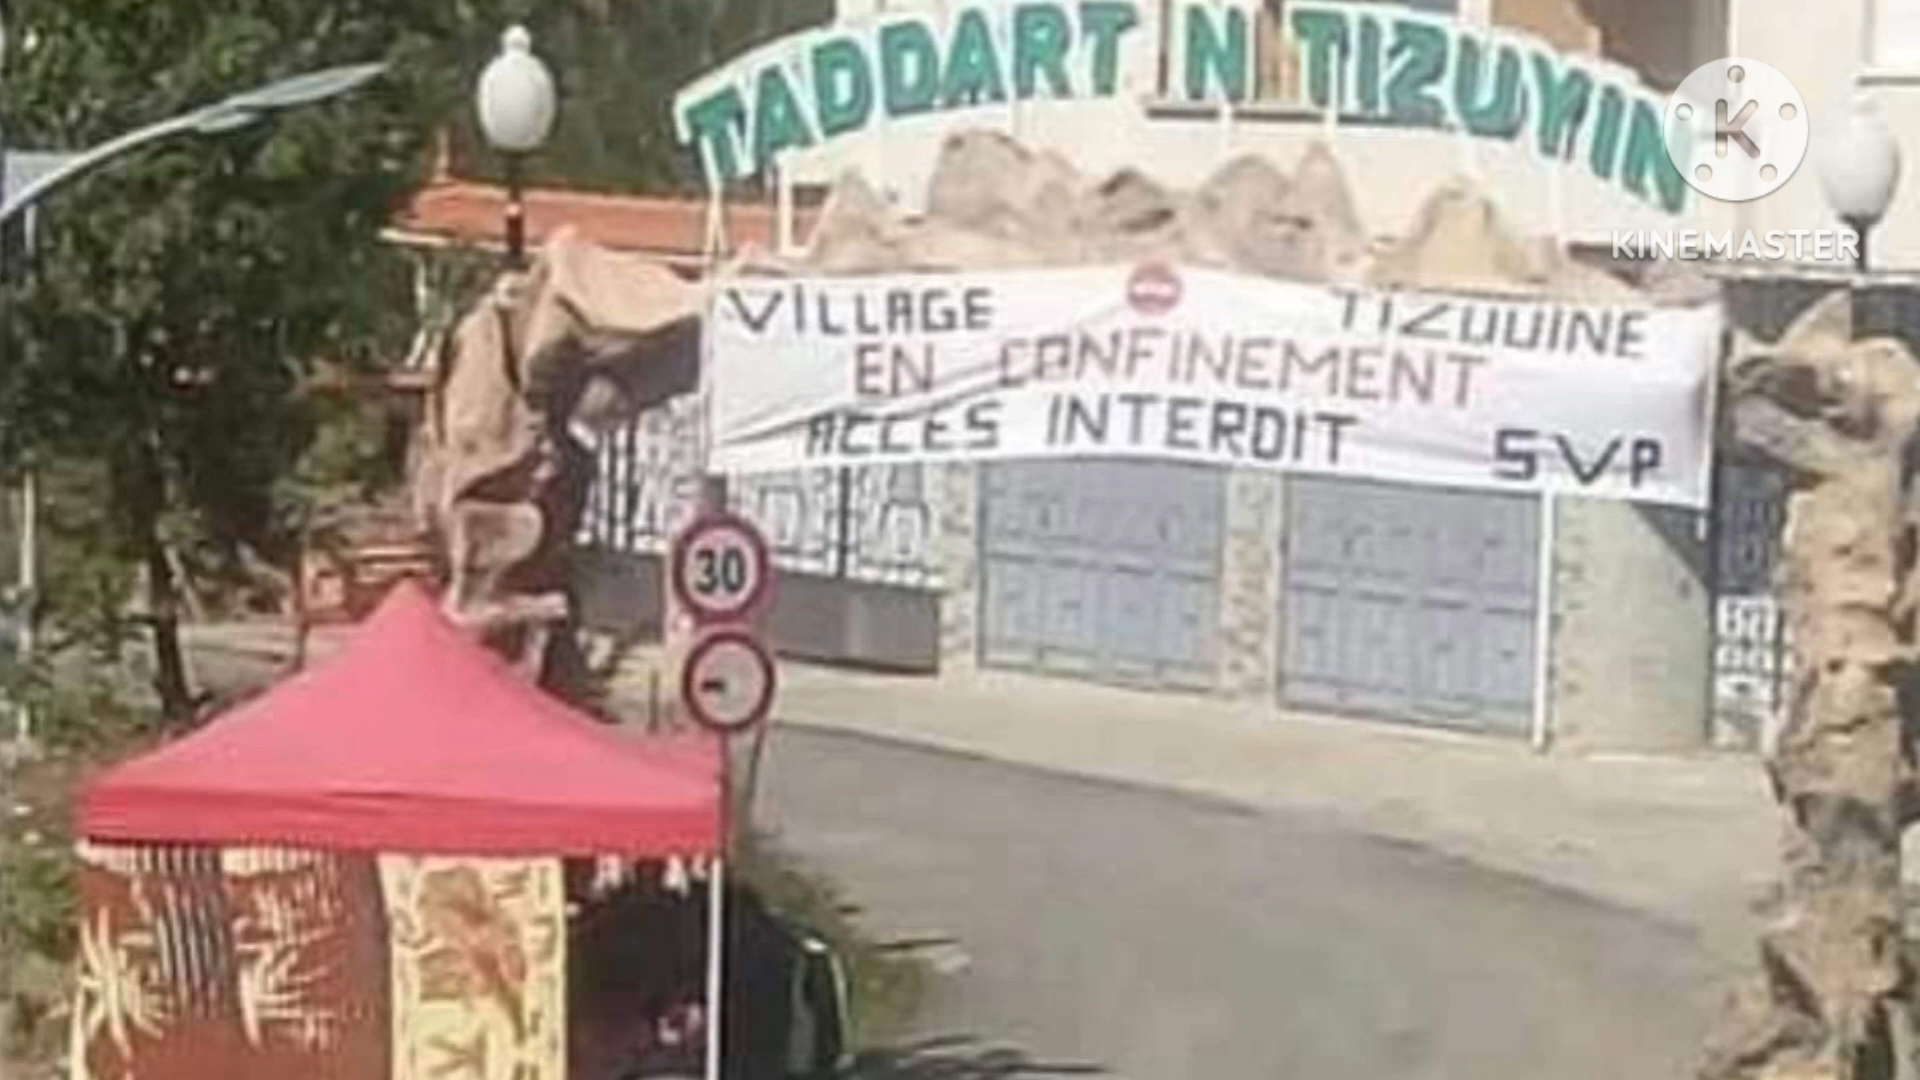 TADDART N TIZUYIN
K
KINEMASTER
VILLAGE TIZOUINE
EN CONFINEMENT
ACCES INTERDIT SVP
30